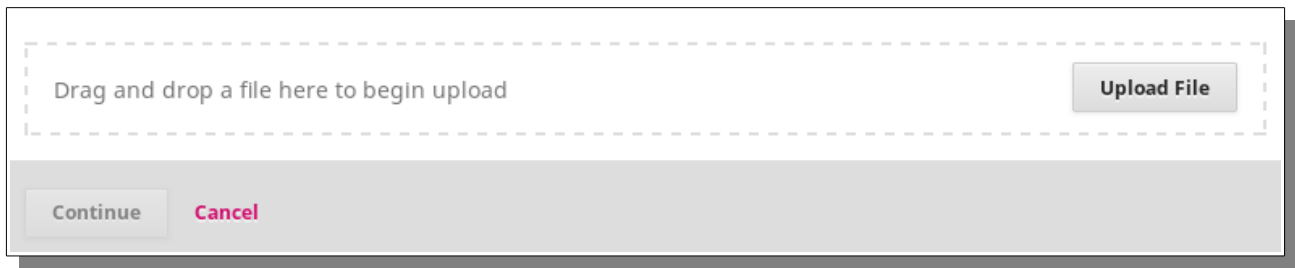 Drag and drop a file here to begin upload
Upload File
Continue
Cancel